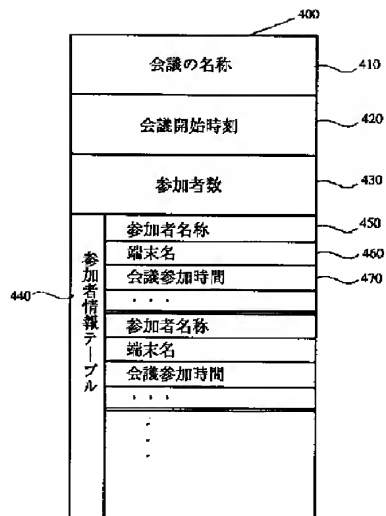 400
会議の名称
410
会議開始時刻
420
参加者数
430
440
参加者情報テーブル
参加者名称
450
端末名
460
会議参加時間
470
・・・
参加者名称
端末名
会議参加時間
・・・